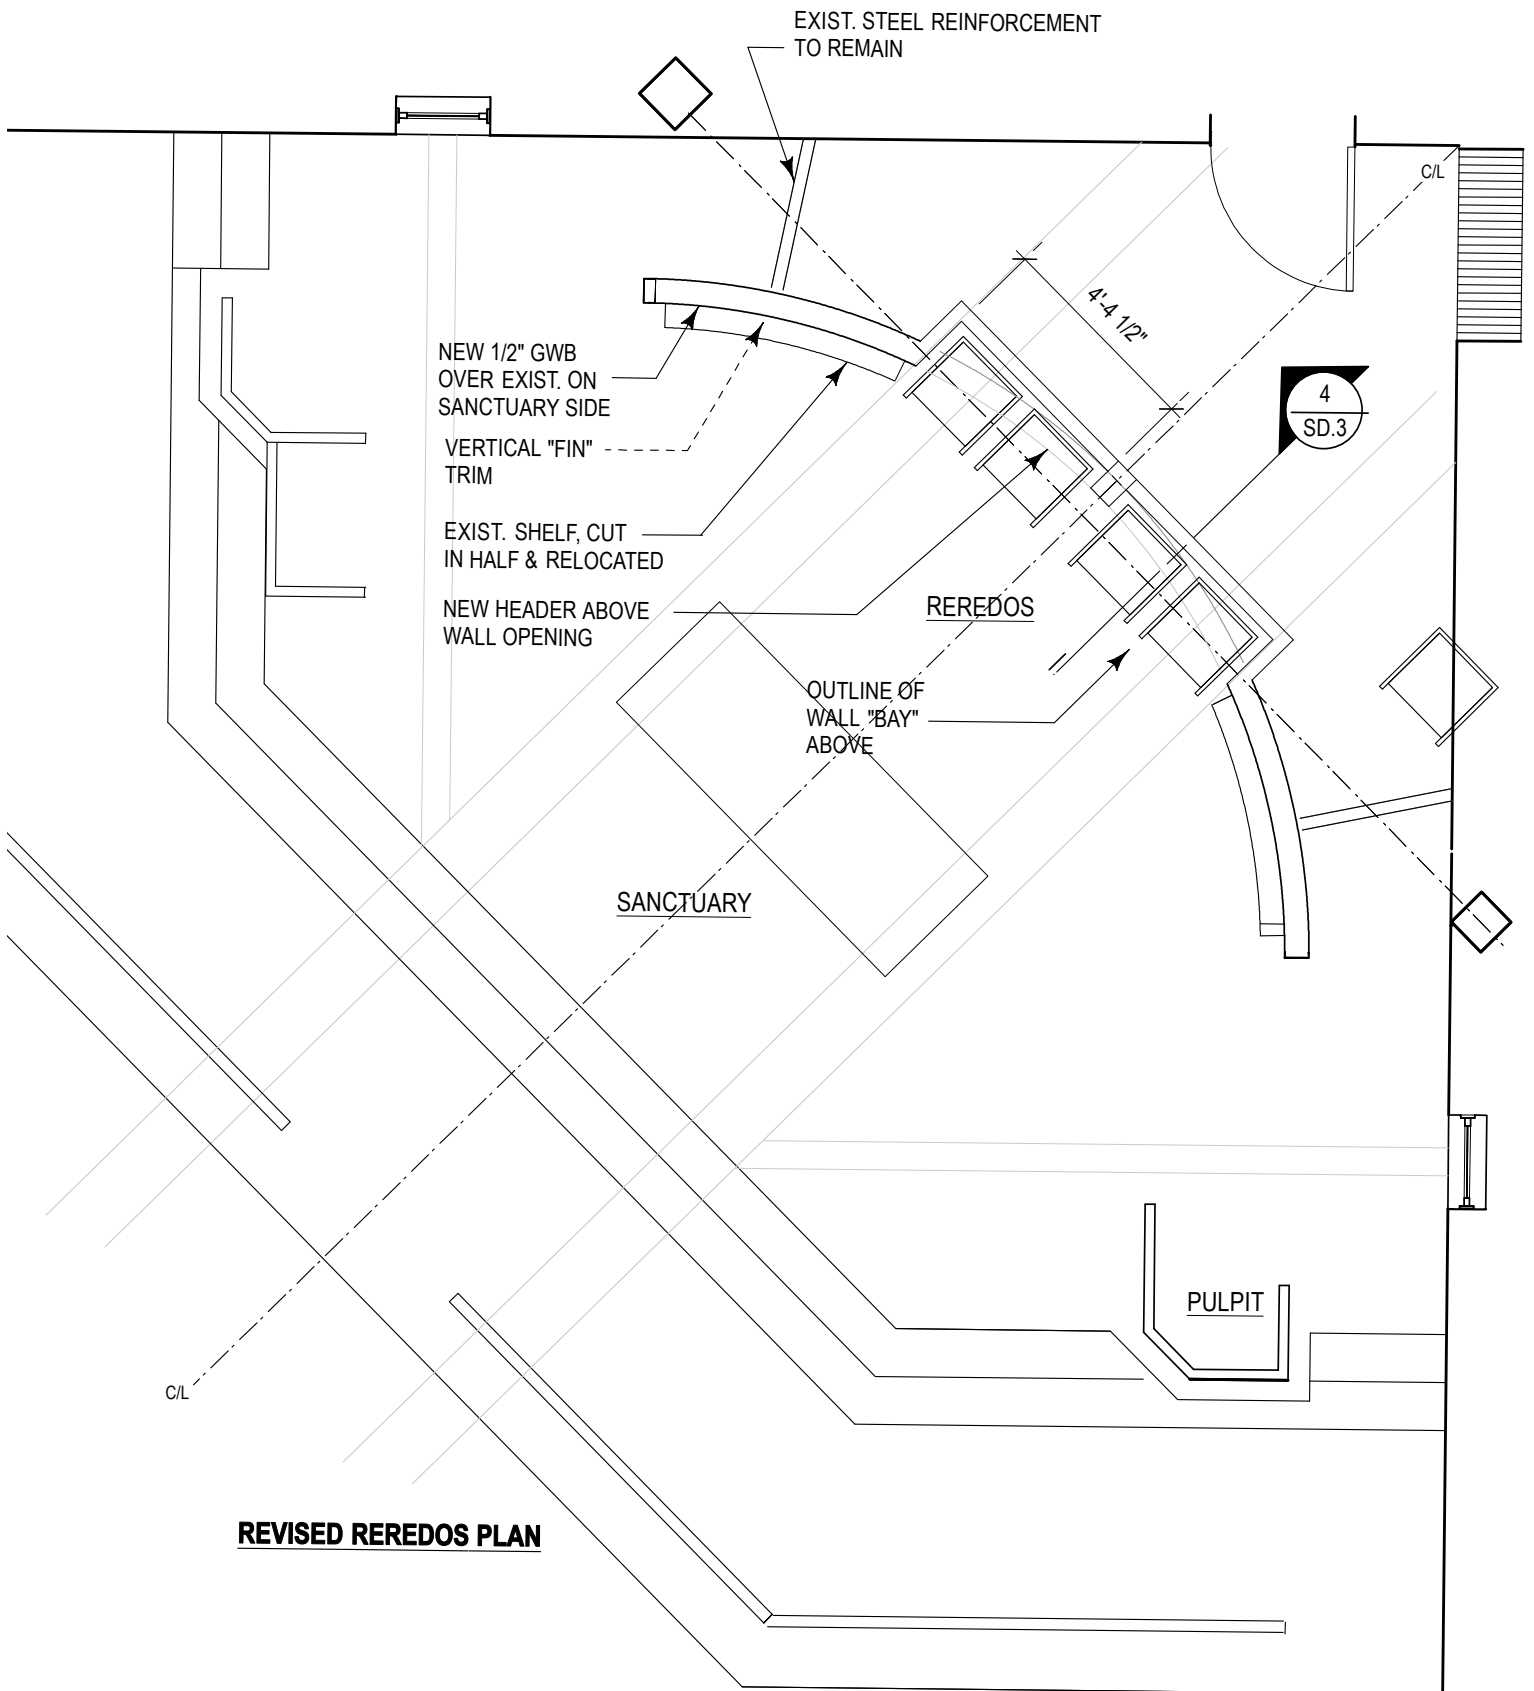 EXIST. STEEL REINFORCEMENT
TO REMAIN
C/L
4'-4 1/2"
NEW 1/2" GWB
OVER EXIST. ON
SANCTUARY SIDE
4
SD.3
VERTICAL "FIN"
TRIM
EXIST. SHELF, CUT
IN HALF & RELOCATED
NEW HEADER ABOVE
WALL OPENING
REREDOS
OUTLINE OF
WALL "BAY"
ABOVE
SANCTUARY
PULPIT
C/L
REVISED REREDOS PLAN